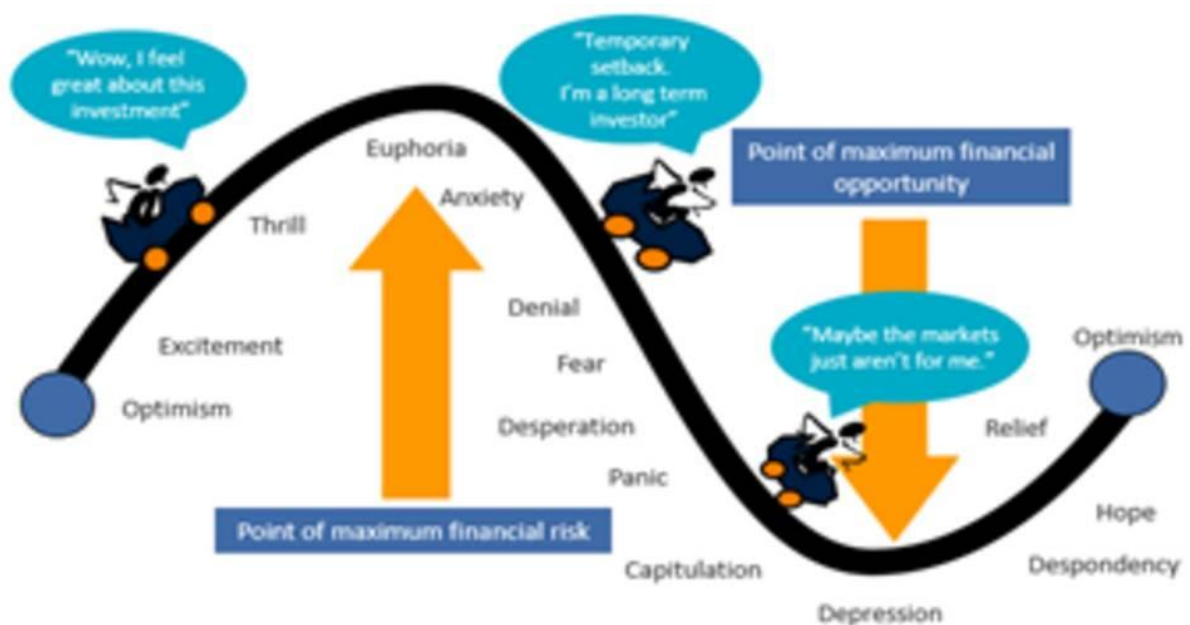 "Wow, I feel
great about this
investment"
"Temporary
setback.
I'm a long term
investor"
Point of maximum financial
opportunity
Euphoria
Anxiety
Thrill
Denial
"Maybe the markets
just aren't for me."
Optimism
Excitement
Fear
Optimism
Desperation
Relief
Panic
Point of maximum financial risk
Hope
Capitulation
Despondency
Depression